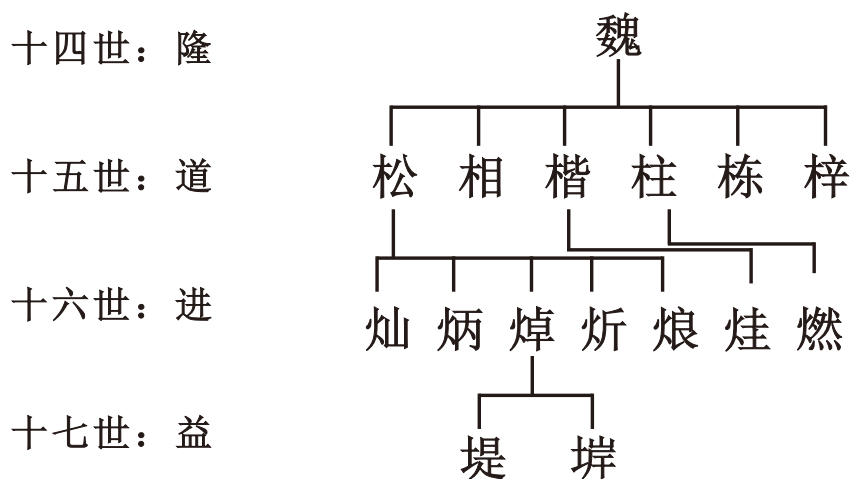 十四世：隆 魏
十五世：道 松 相 楷 柱 栋 梓
十六世：进 灿 炳 焯 炘 烺 烓 燃
十七世：益 堤 垟